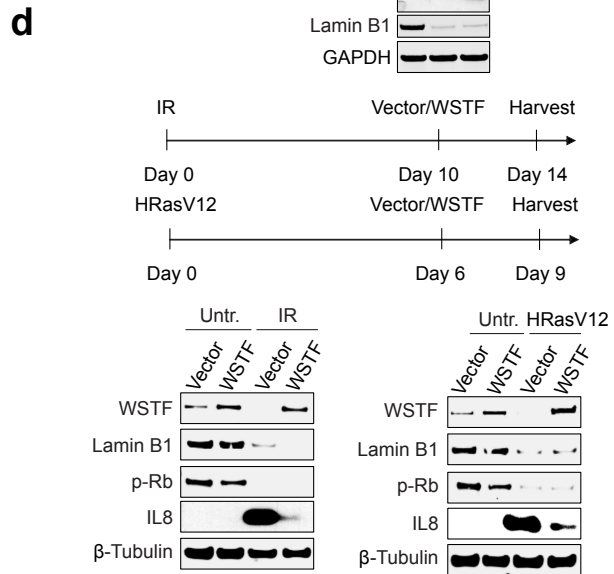 d
Lamin B1
GAPDH
IR Vector/WSTF Harvest
Day 0 Day 10 Day 14
HRasV12 Vector/WSTF Harvest
Day 0 Day 6 Day 9
Untr. IR
Vector WSTF Vector WSTF
WSTF
Lamin B1
p-Rb
IL8
β-Tubulin
Untr. HRasV12
Vector WSTF Vector WSTF
WSTF
Lamin B1
p-Rb
IL8
β-Tubulin